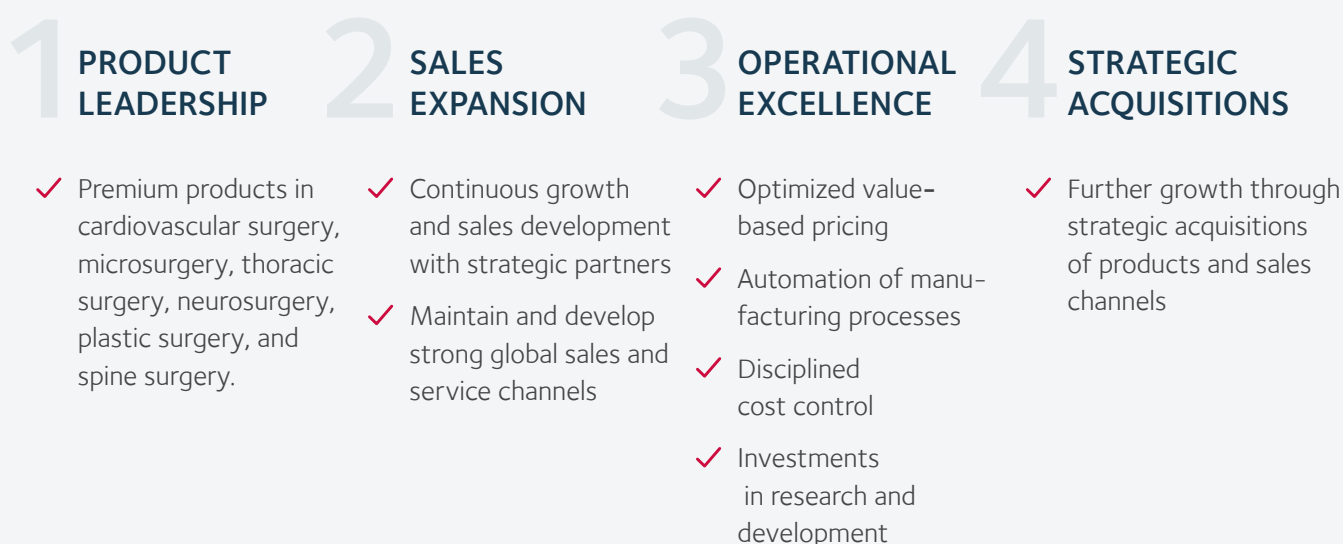 1
PRODUCT
LEADERSHIP
Premium products in
cardiovascular surgery,
microsurgery, thoracic
surgery, neurosurgery,
plastic surgery, and
spine surgery.
2
SALES
EXPANSION
Continuous growth
and sales development
with strategic partners
Maintain and develop
strong global sales and
service channels
3
OPERATIONAL
EXCELLENCE
Optimized value-
based pricing
Automation of manu-
facturing processes
Disciplined
cost control
Investments
in research and
development
4
STRATEGIC
ACQUISITIONS
Further growth through
strategic acquisitions
of products and sales
channels